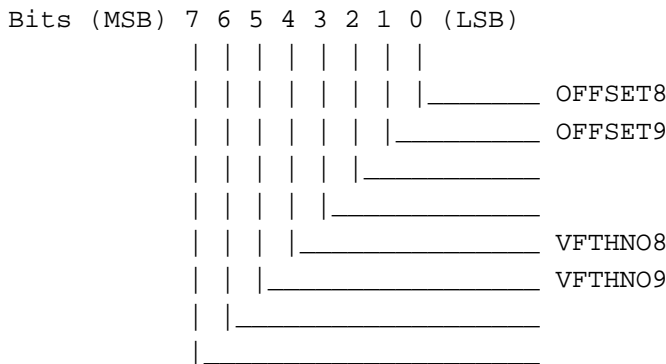 Bits (MSB) 7 6 5 4 3 2 1 0 (LSB)
OFFSET8
OFFSET9
VFTHNO8
VFTHNO9